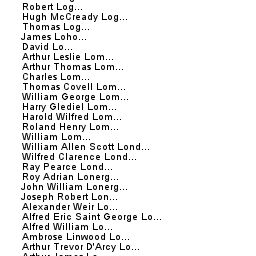 Robert Log...
Hugh McCready Log...
Thomas Log...
James Loho...
David Lo...
Arthur Leslie Lom...
Arthur Thomas Lom...
Charles Lom...
Thomas Covell Lom...
William George Lom...
Harry Glediel Lom...
Harold Wilfred Lom...
Roland Henry Lom...
William Lom...
William Allen Scott Lond...
Wilfred Clarence Lond...
Ray Pearce Lond...
Roy Adrian Lonerg...
John William Lonerg...
Joseph Robert Lon...
Alexander Weir Lo...
Alfred Eric Saint George Lo...
Alfred William Lo...
Ambrose Linwood Lo...
Arthur Trevor D'Arcy Lo...
Arthur James Lo...